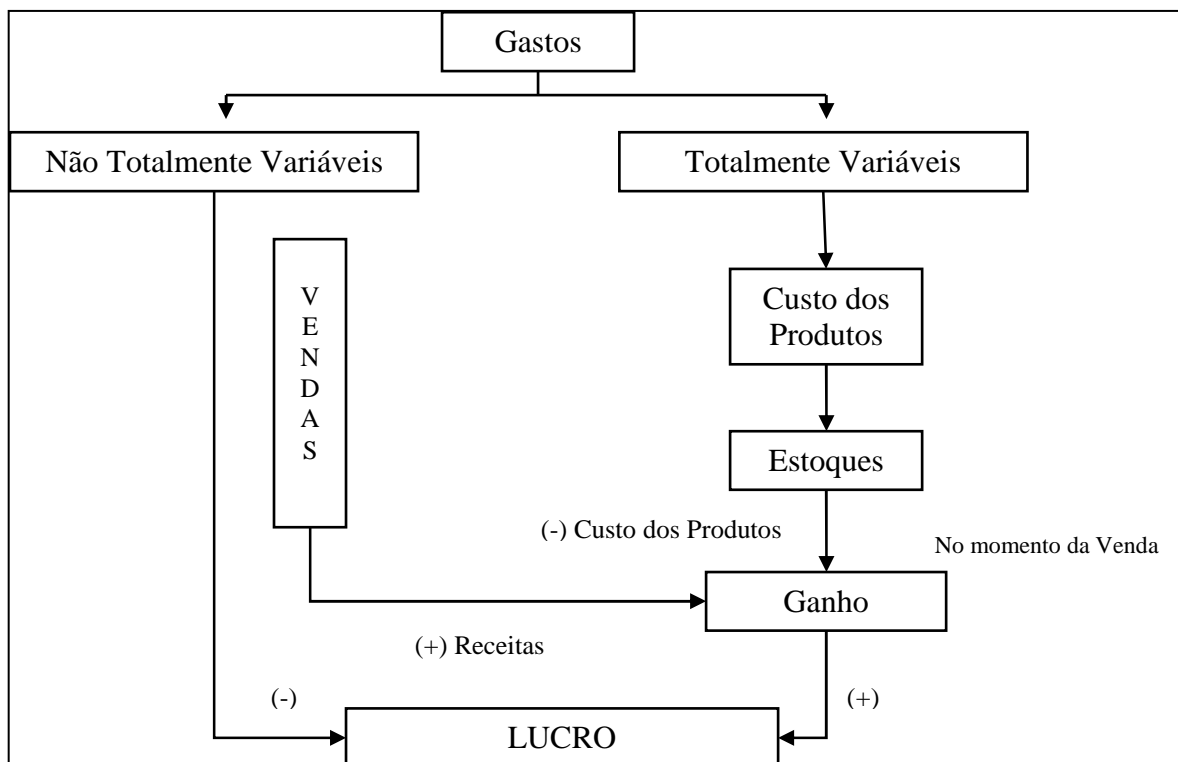 Gastos
Não Totalmente Variáveis
Totalmente Variáveis
V
E
N
D
A
S
Custo dos
Produtos
Estoques
(-) Custo dos Produtos
No momento da Venda
Ganho
(+) Receitas
(-)
(+)
LUCRO